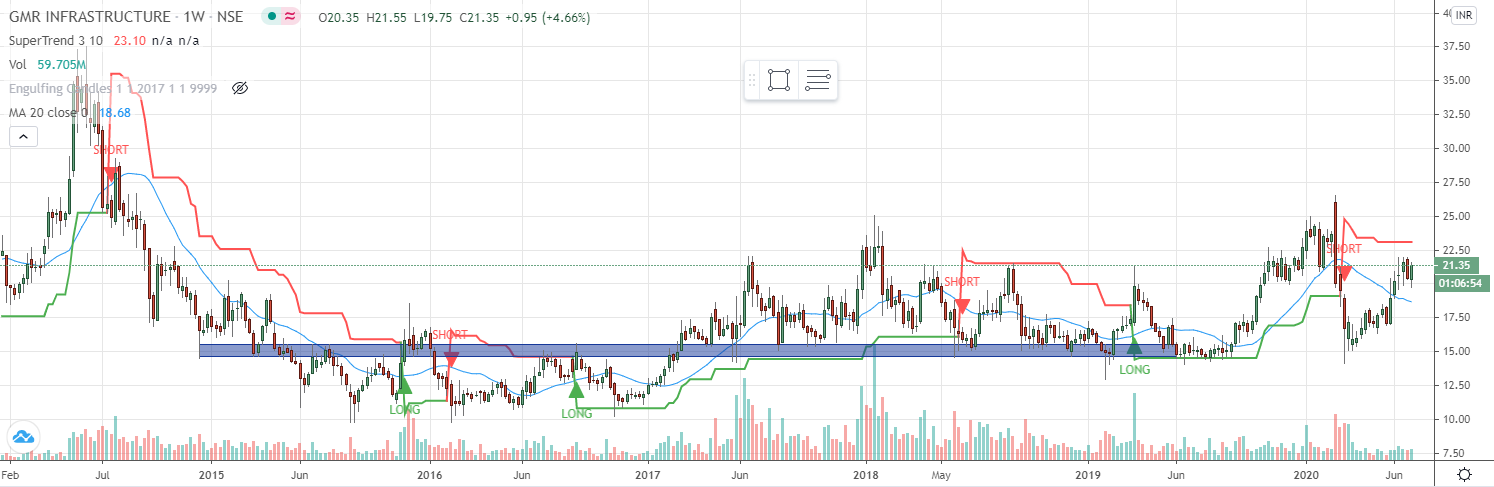 GMR INFRASTRUCTURE · 1W · NSE O20.35 H21.55 L19.75 C21.35 +0.95 (+4.66%)
SuperTrend 3 10 23.10 n/a n/a
Vol 59.705M
Engulfing Candles 1 1 2017 1 1 9999
MA 20 close 0 18.68
INR
37.50
35.00
32.50
30.00
27.50
25.00
22.50
21.35
01:06:54
17.50
15.00
12.50
10.00
7.50
SHORT
SHORT
SHORT
SHORT
LONG
LONG
LONG
Feb Jul 2015 Jun 2016 Jun 2017 Jun 2018 May 2019 Jun 2020 Jun